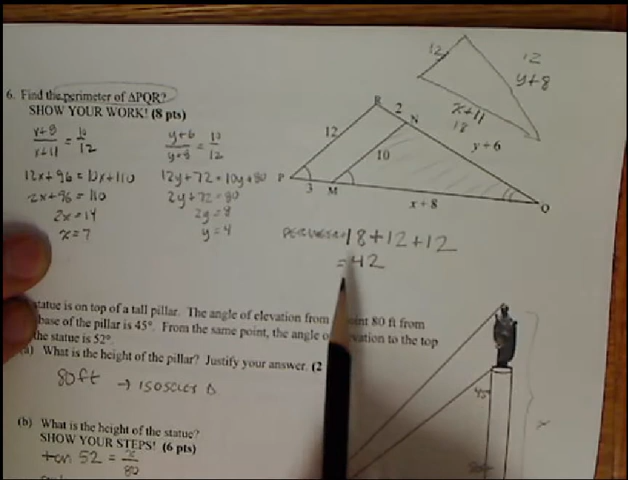 6. Find the perimeter of ΔPQR?
SHOW YOUR WORK! (8 pts)
x+8/x+11 = 10/12
12x+96 = 10x+110
2x+96 = 110
2x=14
x=7
y+6/y+8 = 10/12
12y+72=10y+80
2y+72=80
2y=8
y=4
12
12
y+8
x+11
18
R
2
N
12
10
y+6
P
3
M
x+8
Q
18+12+12
=42
statue is on top of a tall pillar. The angle of elevation from
point 80 ft from
base of the pillar is 45°. From the same point, the angle of
elevation to the top
the statue is 52°.
(a) What is the height of the pillar? Justify your answer. (2
80ft → isosceles Δ
(b) What is the height of the statue?
SHOW YOUR STEPS! (6 pts)
tan 52 = x/80
x